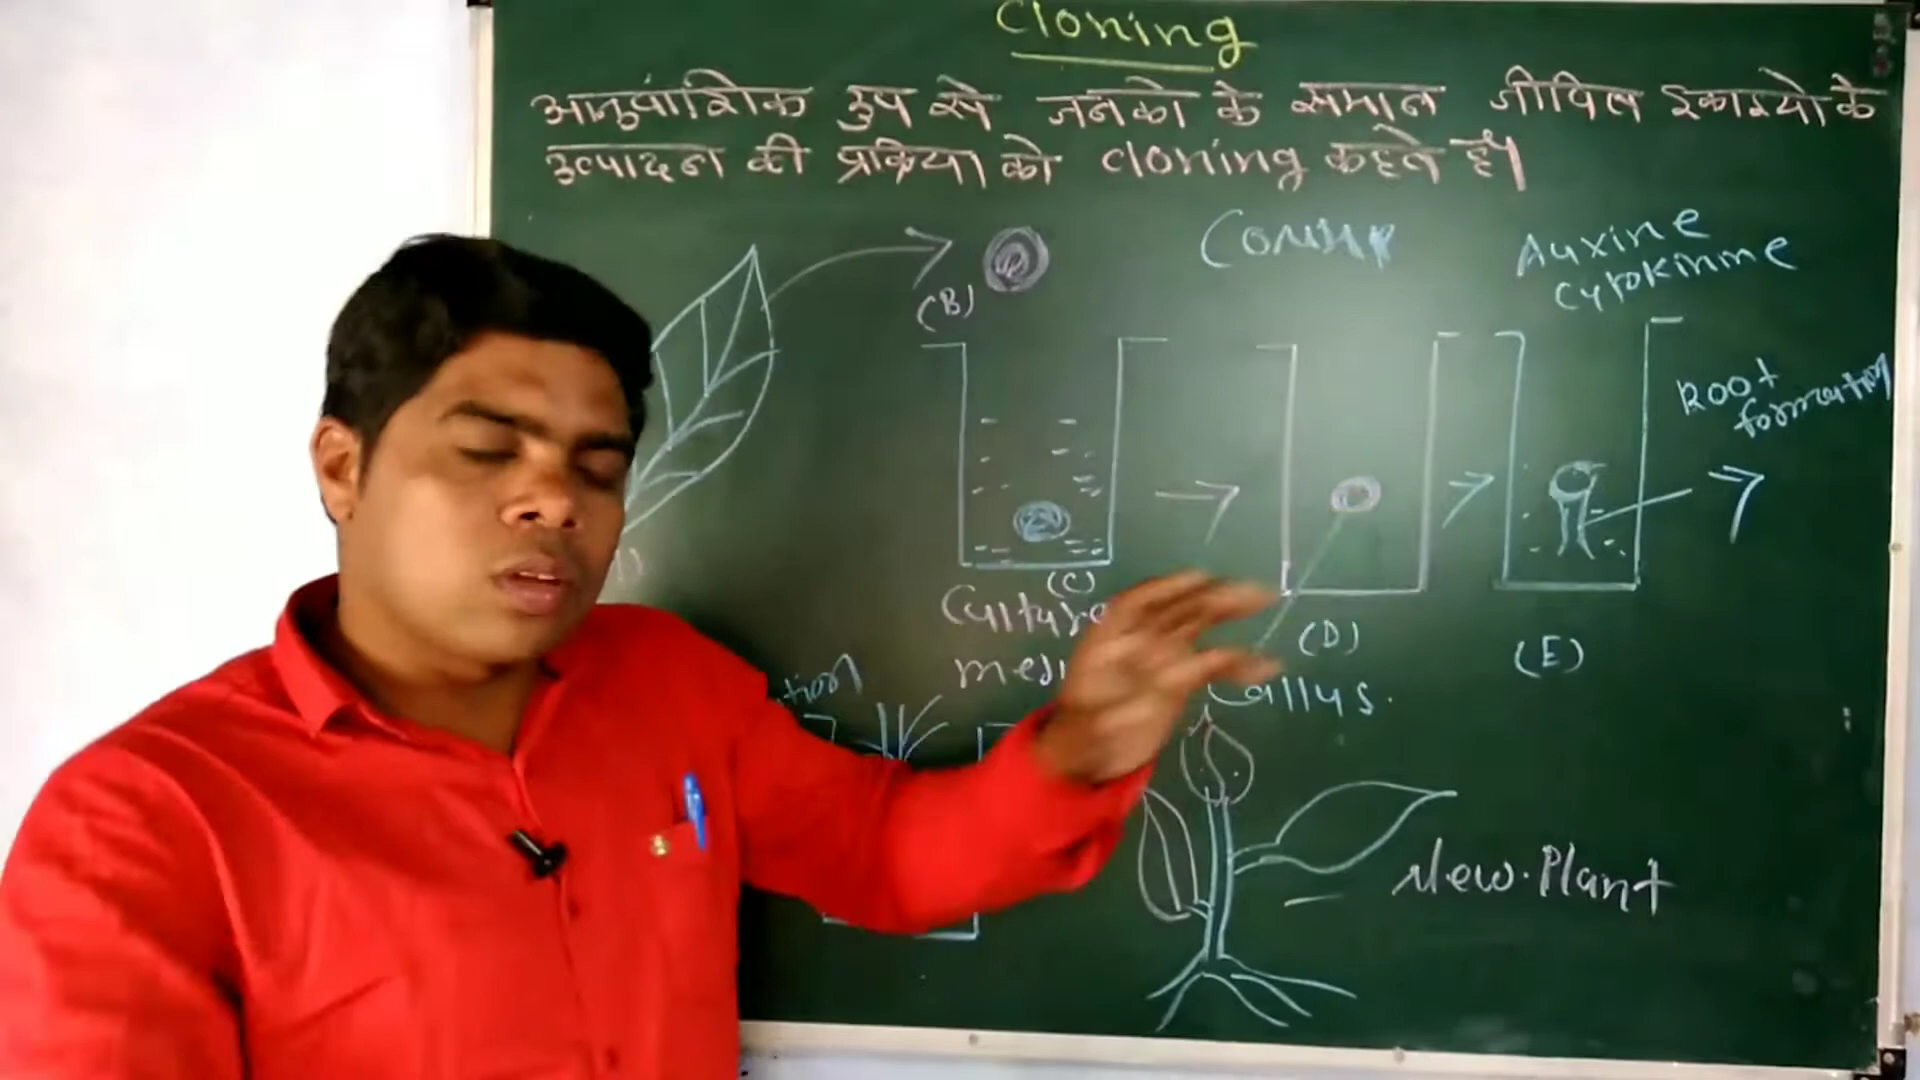 Cloning
आनुवांशिक रुप से जनको के समान जीवित इकाइयो के
उत्पादन की प्रक्रिया को cloning कहते हैं।
(B)
Auxine
Cytokinine
Root
formation
(C)
Culture
(D)
Callus.
(E)
New Plant